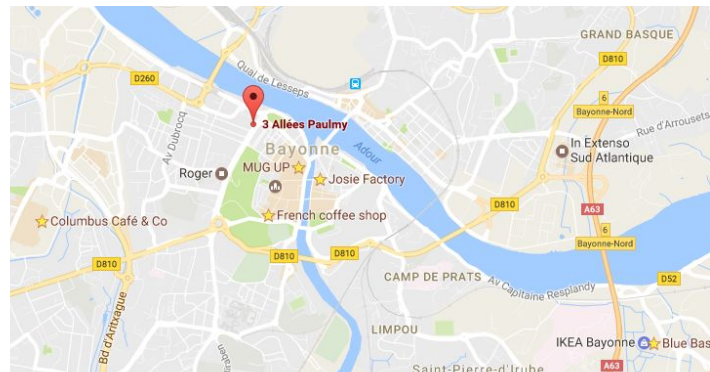 GRAND BASQUE
D810
Quai de Lesseps
D260
6
Bayonne-Nord
3 Allées Paulmy
Rue d'Arrousets
Av Dubrocq
Adour
In Extenso
Sud Atlantique
Bayonne
MUG UP
Roger
Josie Factory
D810
A63
French coffee shop
Columbus Café & Co
6
Bayonne-Nord
D810
D810
D810
CAMP DE PRATS
Av Capitaine Resplandy
D52
Bd d'Aritxague
LIMPOU
IKEA Bayonne
Blue Bas
Saint-Pierre-d'Irube
A63